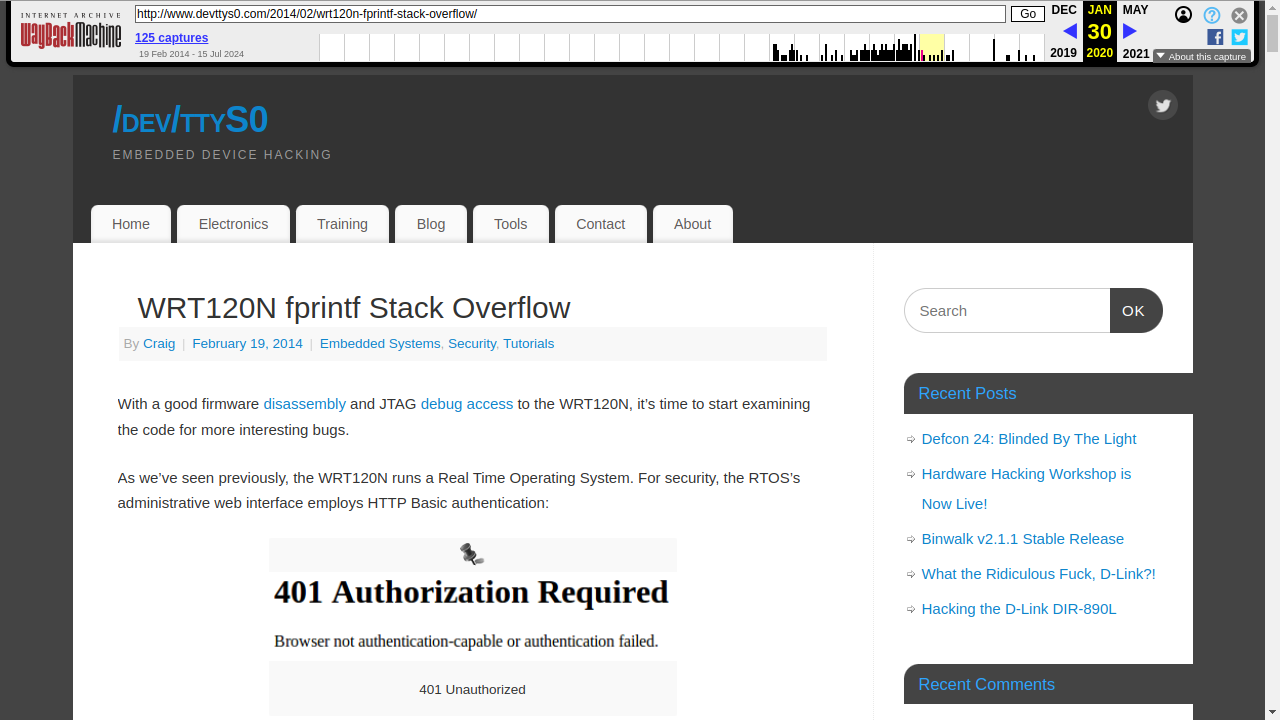 INTERNET ARCHIVE
WayBackMachine
http://www.devttys0.com/2014/02/wrt120n-fprintf-stack-overflow/
Go
125 captures
19 Feb 2014 - 15 Jul 2024
DEC JAN MAY
30
2019 2020 2021
About this capture
/dev/ttyS0
EMBEDDED DEVICE HACKING
Home Electronics Training Blog Tools Contact About
WRT120N fprintf Stack Overflow
By Craig | February 19, 2014 | Embedded Systems, Security, Tutorials
With a good firmware disassembly and JTAG debug access to the WRT120N, it’s time to start examining
the code for more interesting bugs.
As we’ve seen previously, the WRT120N runs a Real Time Operating System. For security, the RTOS’s
administrative web interface employs HTTP Basic authentication:
401 Authorization Required
Browser not authentication-capable or authentication failed.
401 Unauthorized
Search
OK
Recent Posts
Defcon 24: Blinded By The Light
Hardware Hacking Workshop is
Now Live!
Binwalk v2.1.1 Stable Release
What the Ridiculous Fuck, D-Link?!
Hacking the D-Link DIR-890L
Recent Comments